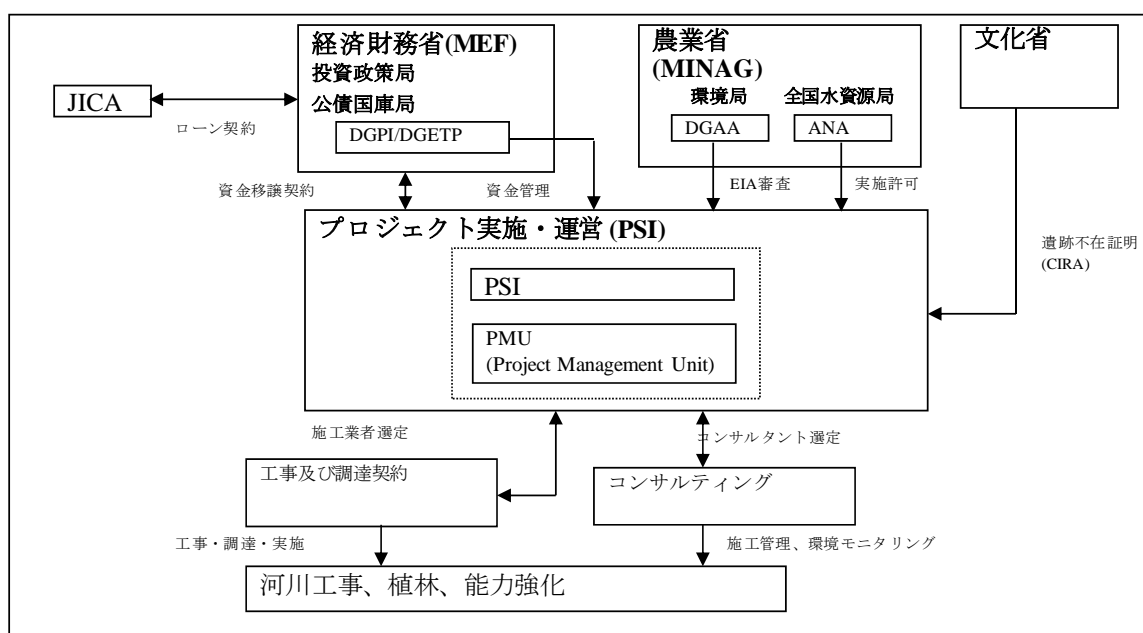 経済財務省(MEF)
投資政策局
公債国庫局
DGPI/DGETP
農業省
(MINAG)
環境局
全国水資源局
DGAA
ANA
文化省
JICA
ローン契約
資金移譲契約
資金管理
EIA審査
実施許可
プロジェクト実施・運営 (PSI)
PSI
PMU
(Project Management Unit)
遺跡不在証明
(CIRA)
施工業者選定
コンサルタント選定
工事及び調達契約
コンサルティング
工事・調達・実施
施工管理、環境モニタリング
河川工事、植林、能力強化